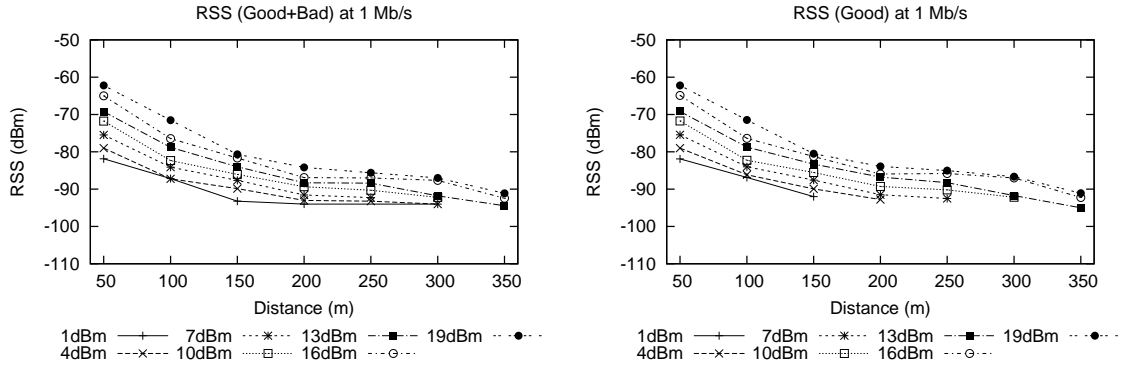 RSS (Good+Bad) at 1 Mb/s
-50
-60
-70
-80
-90
-100
-110
RSS (dBm)
50 100 150 200 250 300 350
Distance (m)
1dBm 7dBm 13dBm 19dBm
4dBm 10dBm 16dBm
RSS (Good) at 1 Mb/s
-50
-60
-70
-80
-90
-100
-110
RSS (dBm)
50 100 150 200 250 300 350
Distance (m)
1dBm 7dBm 13dBm 19dBm
4dBm 10dBm 16dBm